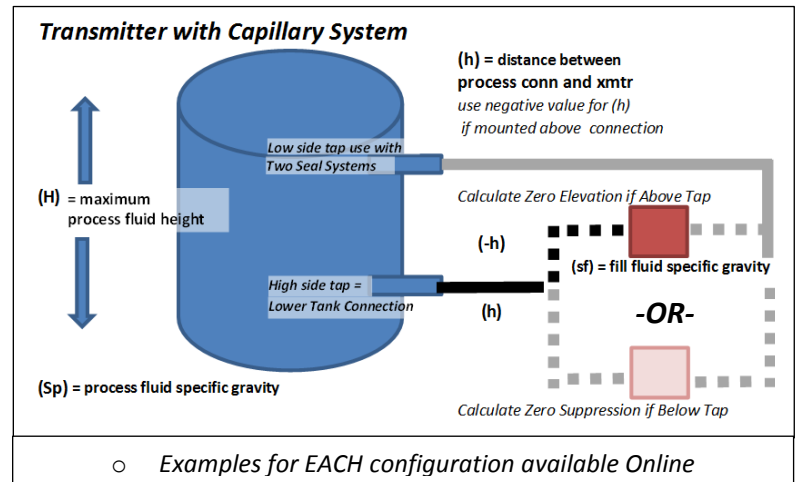 Transmitter with Capillary System
(h) = distance between
process conn and xmtr
use negative value for (h)
if mounted above connection
Low side tap use with
Two Seal Systems
(H) = maximum
process fluid height
Calculate Zero Elevation if Above Tap
(-h)
(sf) = fill fluid specific gravity
High side tap =
Lower Tank Connection
(h)
-OR-
(Sp) = process fluid specific gravity
Calculate Zero Suppression if Below Tap
o Examples for EACH configuration available Online